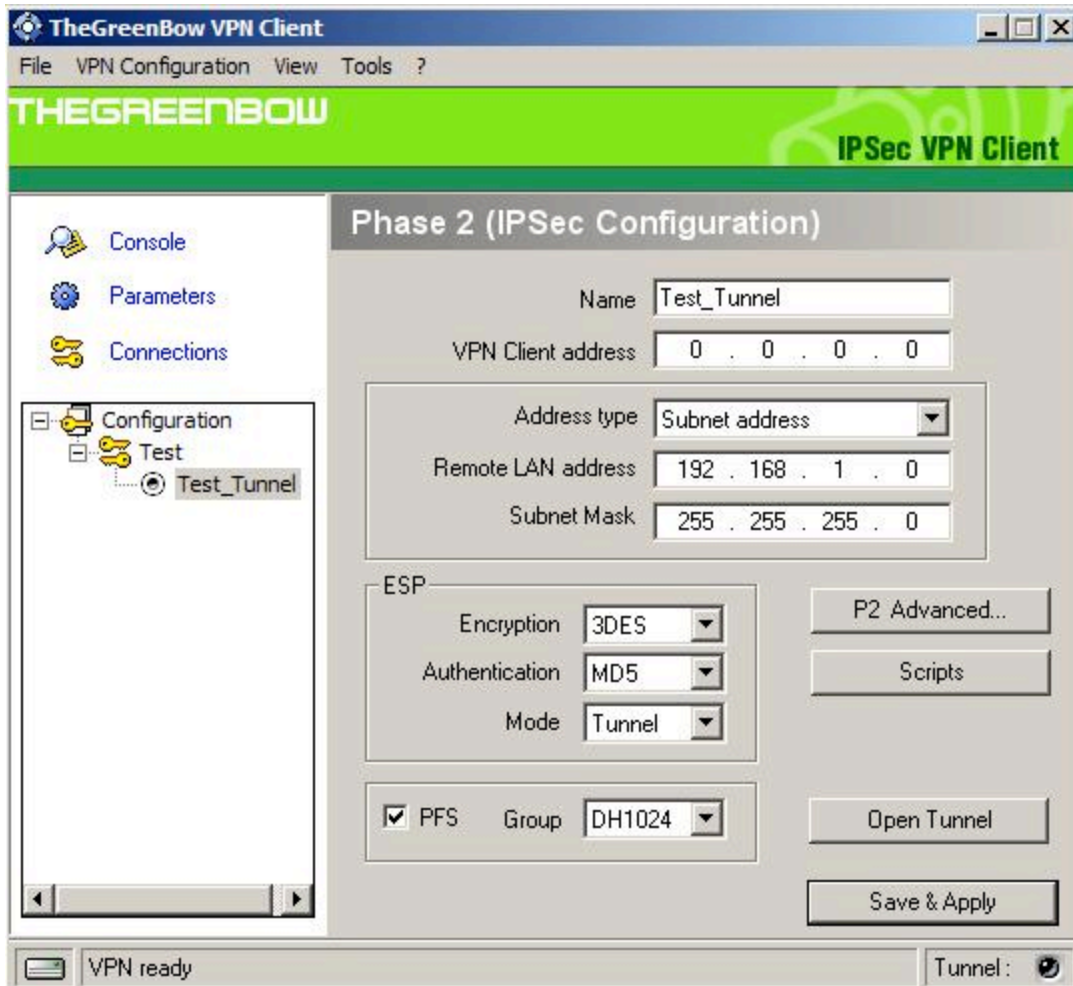 TheGreenBow VPN Client
File VPN Configuration View Tools ?
THEGREENBOW
IPSec VPN Client
Console
Parameters
Connections
Configuration
Test
Test_Tunnel
Phase 2 (IPSec Configuration)
Name Test_Tunnel
VPN Client address 0 . 0 . 0 . 0
Address type Subnet address
Remote LAN address 192 . 168 . 1 . 0
Subnet Mask 255 . 255 . 255 . 0
ESP
Encryption 3DES
Authentication MD5
Mode Tunnel
P2 Advanced...
Scripts
PFS Group DH1024
Open Tunnel
Save & Apply
VPN ready
Tunnel :